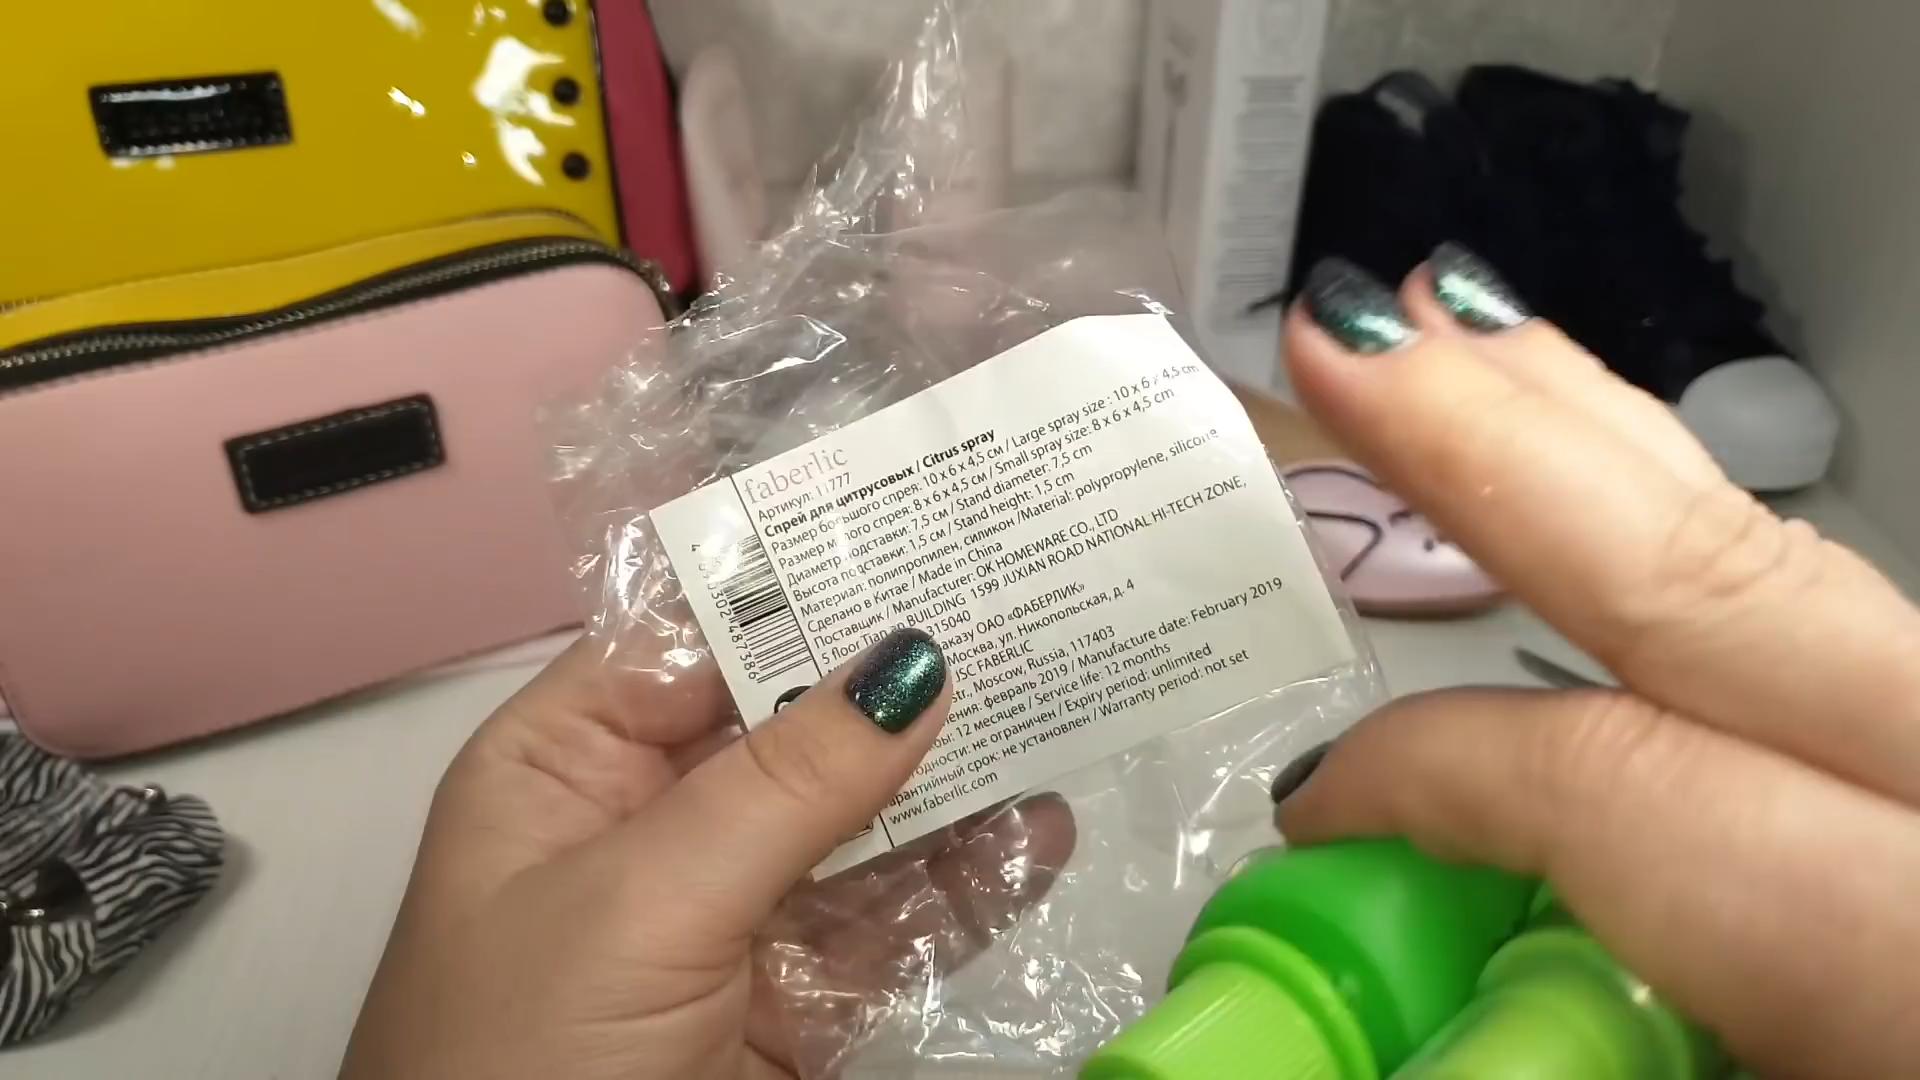 faberlic
Артикул: 11777
Спрей для цитрусовых / Citrus spray
Размер большого спрея: 10 x 6 x 4,5 см / Large spray size : 10 x 6 x 4,5 cm
Размер малого спрея: 8 x 6 x 4,5 см / Small spray size: 8 x 6 x 4,5 cm
Диаметр подставки: 7,5 см / Stand diameter: 7,5 cm
Высота подставки: 1,5 см / Stand height: 1,5 cm
Материал: полипропилен, силикон /Material: polypropylene, silicone
Сделано в Китае / Made in China
Поставщик / Manufacturer: OK HOMEWARE CO., LTD
5 floor Tian an BUILDING 1599 JUXIAN ROAD NATIONAL HI-TECH ZONE,
315040
заказу ОАО «ФАБЕРЛИК»
Москва, ул. Никопольская, д. 4
JSC FABERLIC
str., Moscow, Russia, 117403
февраль 2019 / Manufacture date: February 2019
12 месяцев / Service life: 12 months
не ограничен / Expiry period: unlimited
срок: не установлен / Warranty period: not set
www.faberlic.com